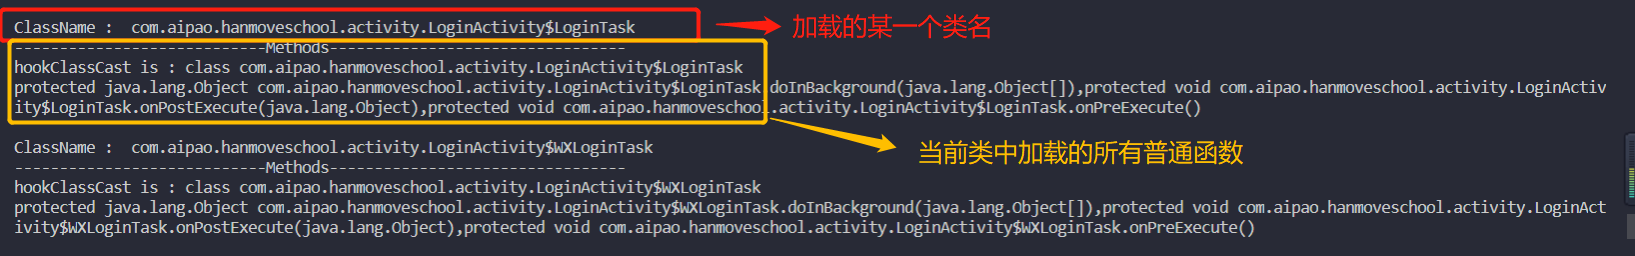 ClassName :  com.aipao.hanmoveschool.activity.LoginActivity$LoginTask
加载的某一个类名
----------------------------Methods---------------------------------
hookClassCast is : class com.aipao.hanmoveschool.activity.LoginActivity$LoginTask
protected java.lang.Object com.aipao.hanmoveschool.activity.LoginActivity$LoginTask.doInBackground(java.lang.Object[]),protected void com.aipao.hanmoveschool.activity.LoginActiv
ity$LoginTask.onPostExecute(java.lang.Object),protected void com.aipao.hanmoveschool.activity.LoginActivity$LoginTask.onPreExecute()
ClassName :  com.aipao.hanmoveschool.activity.LoginActivity$WXLoginTask
当前类中加载的所有普通函数
----------------------------Methods---------------------------------
hookClassCast is : class com.aipao.hanmoveschool.activity.LoginActivity$WXLoginTask
protected java.lang.Object com.aipao.hanmoveschool.activity.LoginActivity$WXLoginTask.doInBackground(java.lang.Object[]),protected void com.aipao.hanmoveschool.activity.LoginAct
ivity$WXLoginTask.onPostExecute(java.lang.Object),protected void com.aipao.hanmoveschool.activity.LoginActivity$WXLoginTask.onPreExecute()